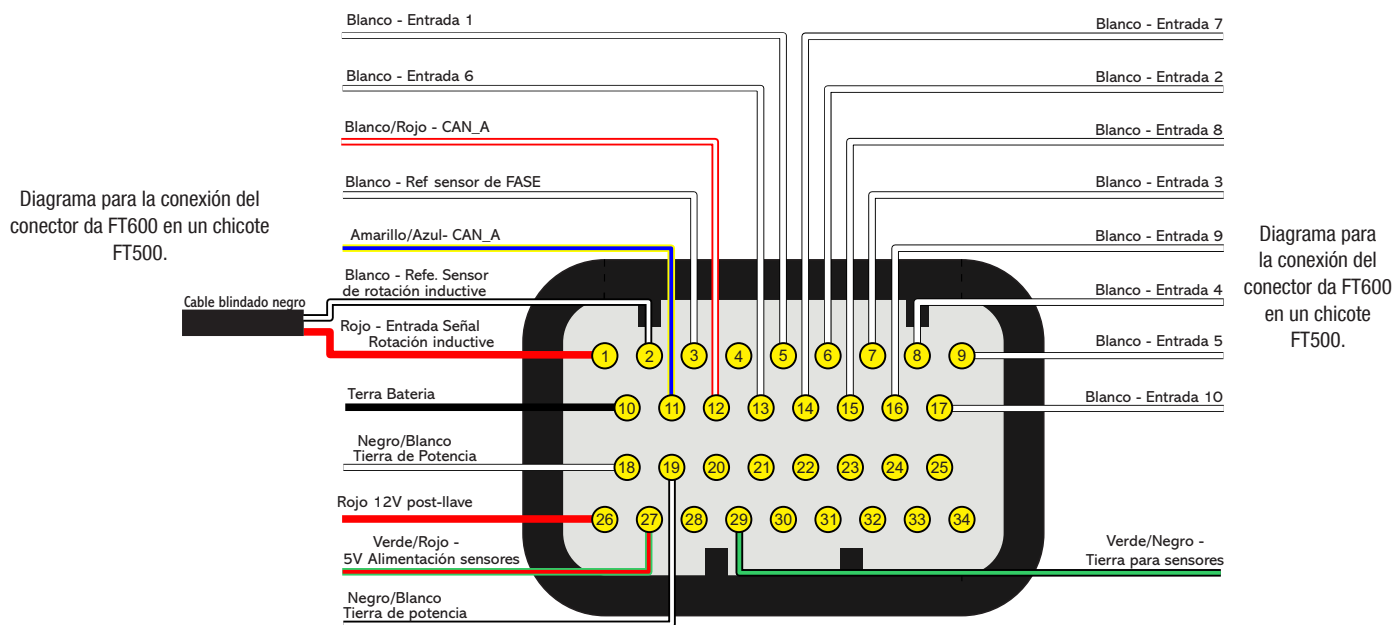 Blanco - Entrada 1
Blanco - Entrada 7
Blanco - Entrada 6
Blanco - Entrada 2
Blanco/Rojo - CAN_A
Blanco - Entrada 8
Blanco - Ref sensor de FASE
Blanco - Entrada 3
Diagrama para la conexión del
conector da FT600 en un chicote
FT500.
Amarillo/Azul- CAN_A
Blanco - Entrada 9
Diagrama para
la conexión del
conector da FT600
en un chicote
FT500.
Blanco - Refe. Sensor
de rotación inductive
Blanco - Entrada 4
Cable blindado negro
Rojo - Entrada Señal
Rotación inductive
Blanco - Entrada 5
1 2 3 4 5 6 7 8 9
Terra Bateria
Blanco - Entrada 10
10 11 12 13 14 15 16 17
Negro/Blanco
Tierra de Potencia
18 19 20 21 22 23 24 25
Rojo 12V post-llave
26 27 28 29 30 31 32 33 34
Verde/Rojo -
5V Alimentación sensores
Verde/Negro -
Tierra para sensores
Negro/Blanco
Tierra de potencia